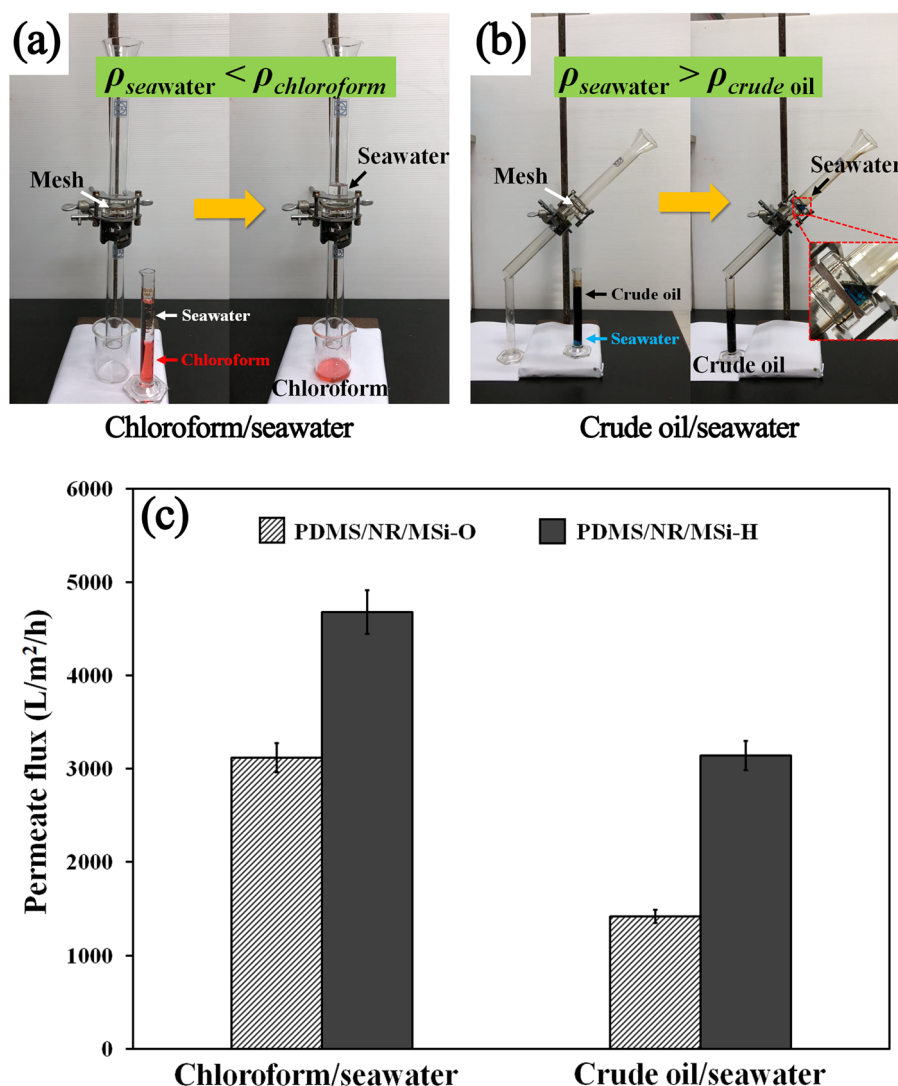 (a)
ρseawater < ρchloroform
Mesh
Seawater
Seawater
Chloroform
Chloroform
Chloroform/seawater
(b)
ρseawater > ρcrude oil
Mesh
Seawater
Crude oil
Seawater
Crude oil
Crude oil/seawater
(c)
PDMS/NR/MSi-O
PDMS/NR/MSi-H
Permeate flux (L/m²/h)
6000
5000
4000
3000
2000
1000
0
Chloroform/seawater
Crude oil/seawater